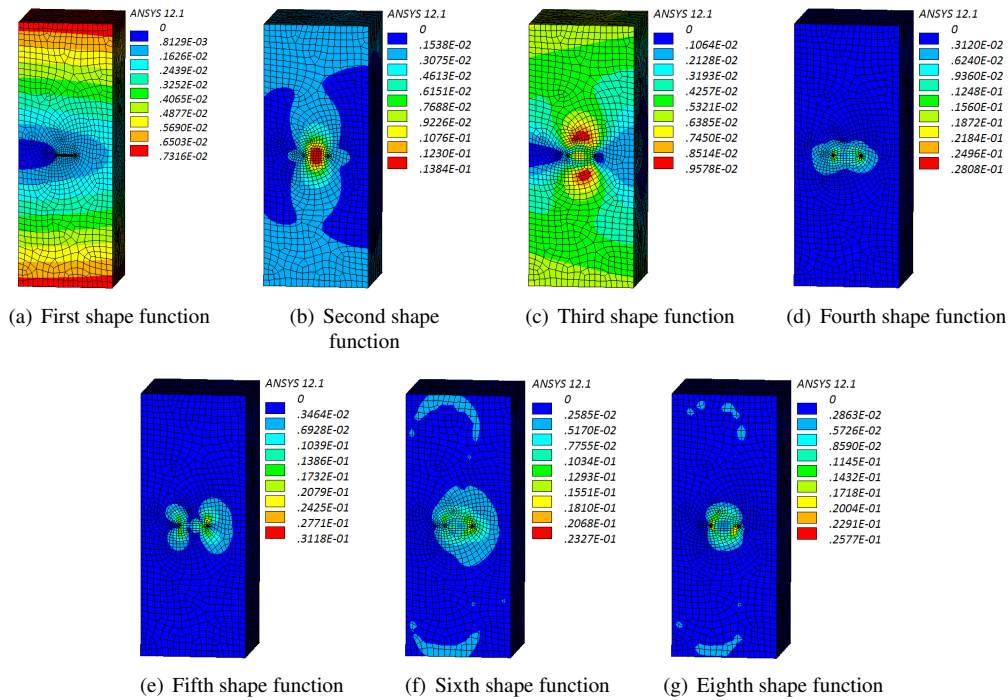 ANSYS 12.1
0
.8129E-03
.1626E-02
.2439E-02
.3252E-02
.4065E-02
.4877E-02
.5690E-02
.6503E-02
.7316E-02
(a) First shape function
ANSYS 12.1
0
.1538E-02
.3075E-02
.4613E-02
.6151E-02
.7688E-02
.9226E-02
.1076E-01
.1230E-01
.1384E-01
(b) Second shape
function
ANSYS 12.1
0
.1064E-02
.2128E-02
.3193E-02
.4257E-02
.5321E-02
.6385E-02
.7450E-02
.8514E-02
.9578E-02
(c) Third shape function
ANSYS 12.1
0
.3120E-02
.6240E-02
.9360E-02
.1248E-01
.1560E-01
.1872E-01
.2184E-01
.2496E-01
.2808E-01
(d) Fourth shape function
ANSYS 12.1
0
.3464E-02
.6928E-02
.1039E-01
.1386E-01
.1732E-01
.2079E-01
.2425E-01
.2771E-01
.3118E-01
(e) Fifth shape function
ANSYS 12.1
0
.2585E-02
.5170E-02
.7755E-02
.1034E-01
.1293E-01
.1551E-01
.1810E-01
.2068E-01
.2327E-01
(f) Sixth shape function
ANSYS 12.1
0
.2863E-02
.5726E-02
.8590E-02
.1145E-01
.1432E-01
.1718E-01
.2004E-01
.2291E-01
.2577E-01
(g) Eighth shape function